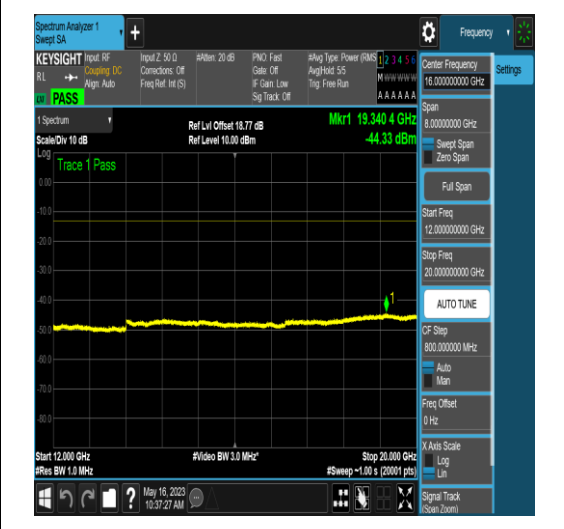 Spectrum Analyzer 1
Swept SA
Frequency
KEYSIGHT
Input: RF
Coupling: DC
Align: Auto
Input Z: 50 Ω
Corrections: Off
Freq Ref: Int (S)
#Atten: 20 dB
PNO: Fast
Gate: Off
IF Gain: Low
Sig Track: Off
#Avg Type: Power (RMS
Avg|Hold: 5/5
Trig: Free Run
1 2 3 4 5 6
M W W W W W
A A A A A A
RL
PASS
1 Spectrum
Scale/Div 10 dB
Ref Lvl Offset 18.77 dB
Ref Level 10.00 dBm
Mkr1 19.340 4 GHz
-44.33 dBm
Log
Trace 1 Pass
0.00
-10.0
-20.0
-30.0
-40.0
-50.0
-60.0
-70.0
-80.0
1
Start 12.000 GHz
#Res BW 1.0 MHz
#Video BW 3.0 MHz*
Stop 20.000 GHz
#Sweep ~1.00 s (20001 pts)
May 16, 2023
10:37:27 AM
Settings
Center Frequency
16.000000000 GHz
Span
8.00000000 GHz
Swept Span
Zero Span
Full Span
Start Freq
12.000000000 GHz
Stop Freq
20.000000000 GHz
AUTO TUNE
CF Step
800.000000 MHz
Auto
Man
Freq Offset
0 Hz
X Axis Scale
Log
Lin
Signal Track
(Span Zoom)